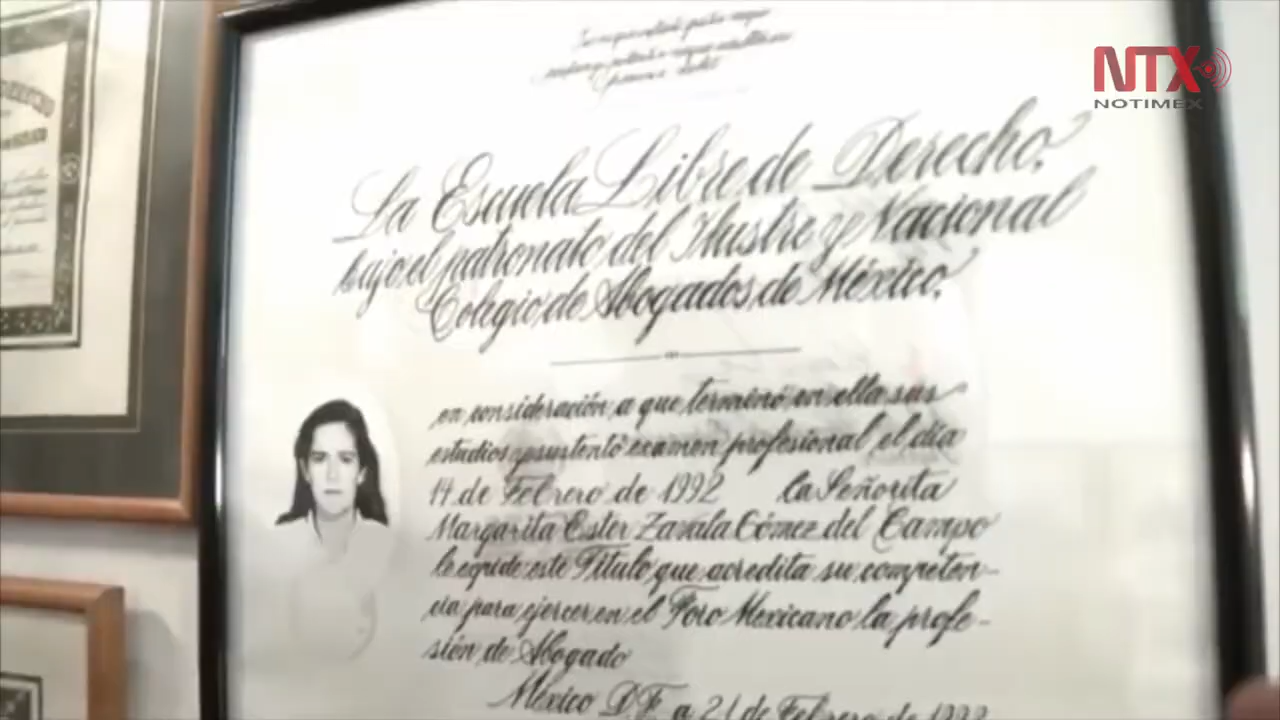 NTX
NOTIMEX
La Escuela Libre de Derecho,
bajo el patronato del Ilustre y Nacional
Colegio de Abogados de México,
en consideración a que terminó en ella sus
estudios y sustentó examen profesional el día
14 de Febrero de 1992 la Señorita
Margarita Ester Zavala Gómez del Campo
le expide este Título que acredita su competen-
cia para ejercer en el Foro Mexicano la profe-
sión de Abogado
México D.F. a 21 de Febrero de 1992